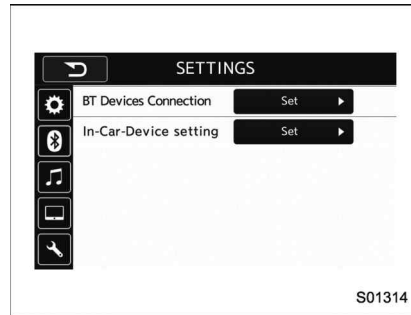 SETTINGS
BT Devices Connection Set
In-Car-Device setting Set
S01314